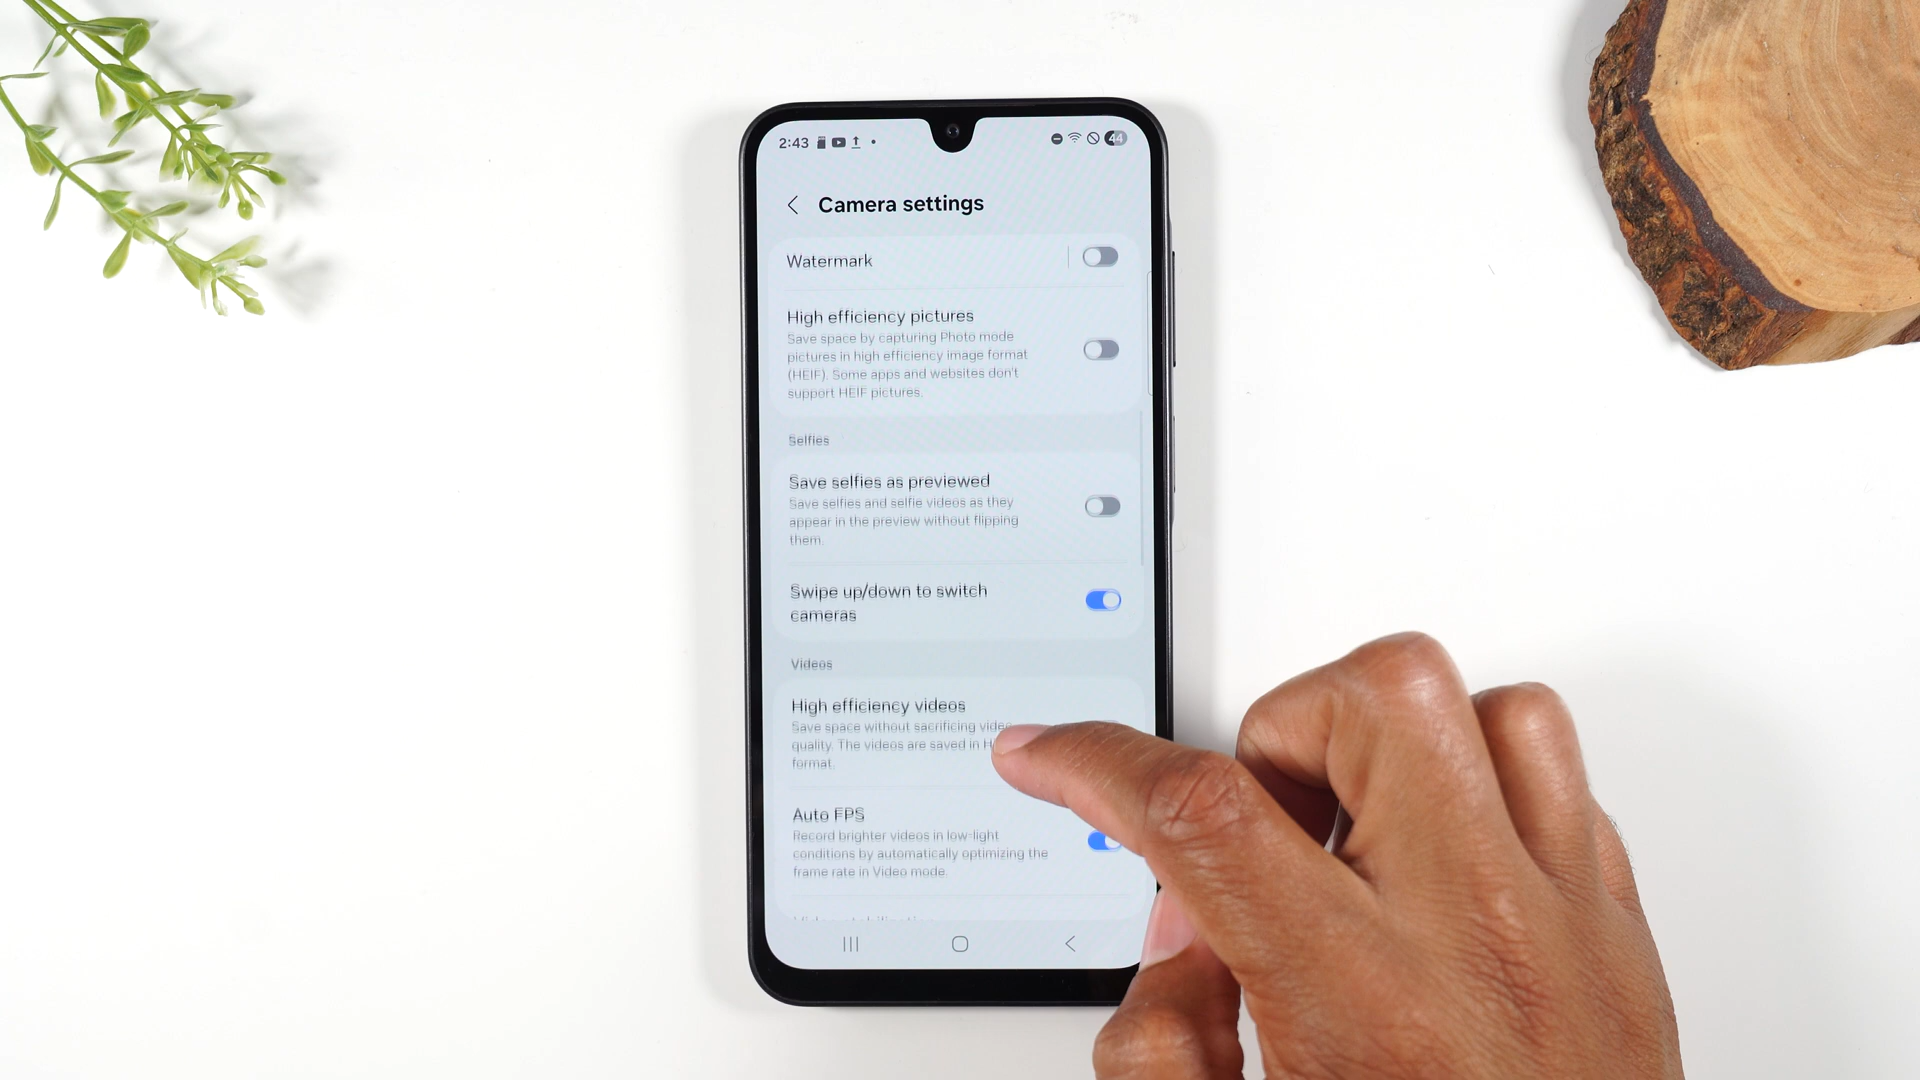 2:43
44
Camera settings
Watermark
High efficiency pictures
Save space by capturing Photo mode
pictures in high efficiency image format
(HEIF). Some apps and websites don't
support HEIF pictures.
Selfies
Save selfies as previewed
Save selfies and selfie videos as they
appear in the preview without flipping
them.
Swipe up/down to switch
cameras
Videos
High efficiency videos
Save space without sacrificing video
quality. The videos are saved in
format.
Auto FPS
Record brighter videos in low-light
conditions by automatically optimizing the
frame rate in Video mode.